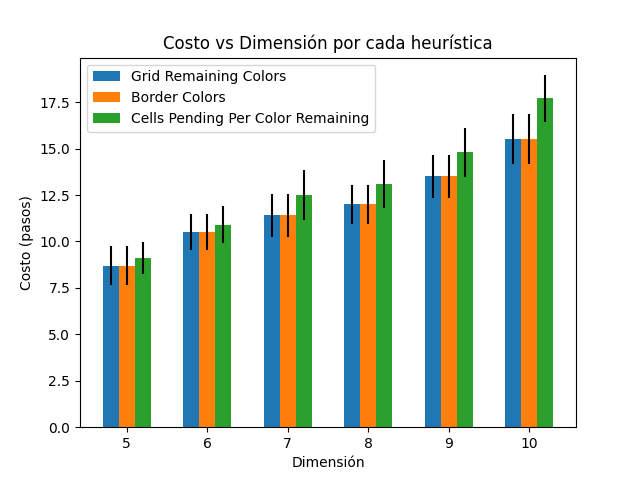 Costo vs Dimensión por cada heurística
Grid Remaining Colors
Border Colors
Cells Pending Per Color Remaining
Costo (pasos)
17.5
15.0
12.5
10.0
7.5
5.0
2.5
0.0
5 6 7 8 9 10
Dimensión